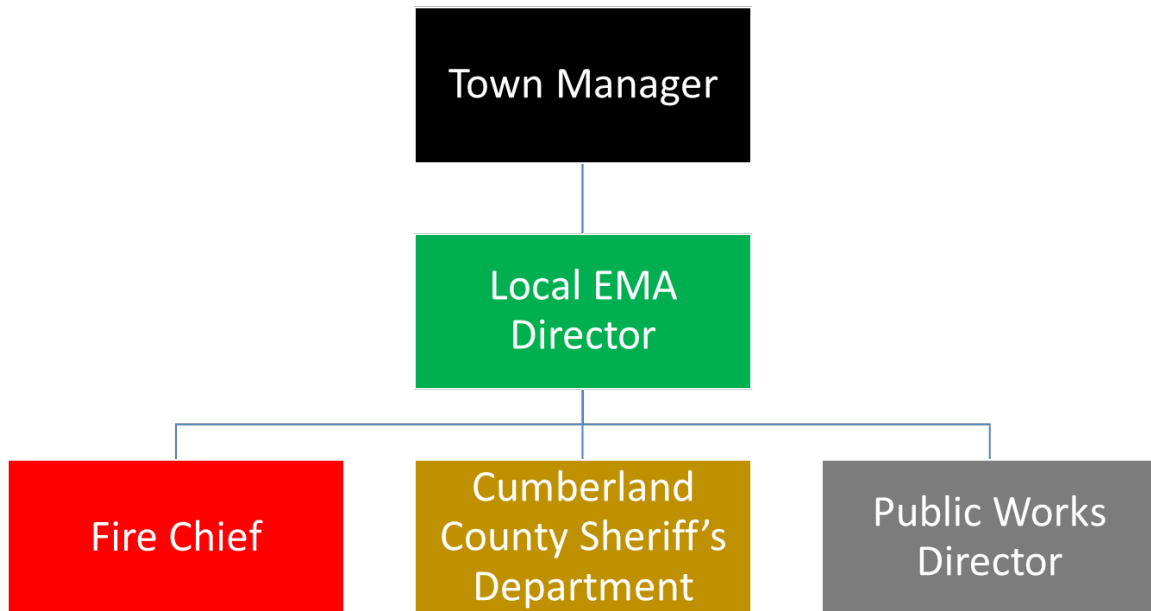 Town Manager
Local EMA
Director
Fire Chief
Cumberland
County Sheriff’s
Department
Public Works
Director